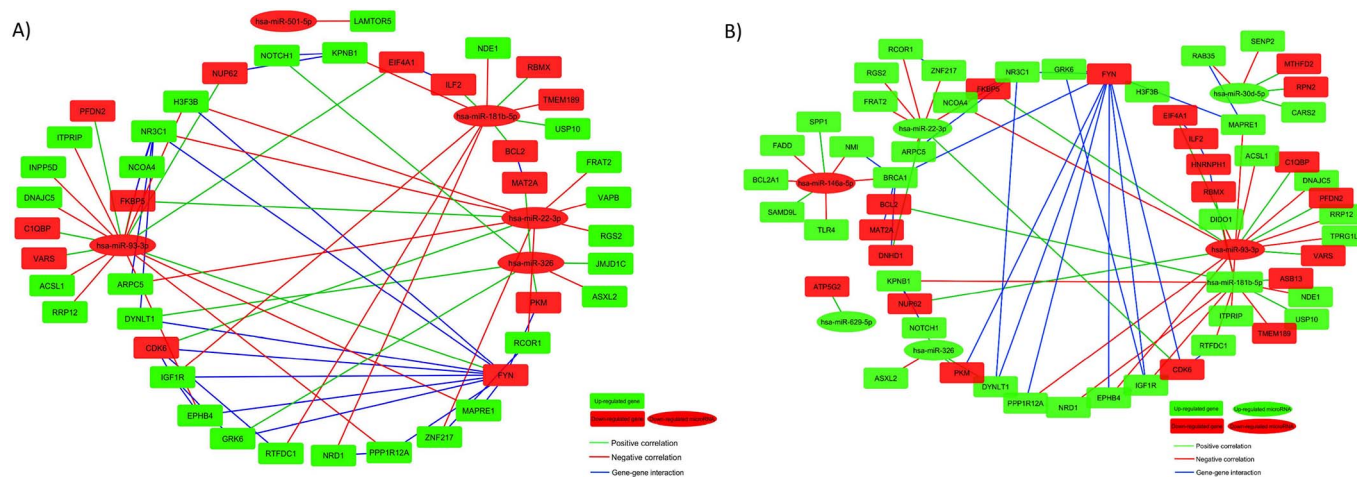 A)
hsa-miR-501-5p
LAMTOR5
NOTCH1
KPNB1
NDE1
EIF4A1
RBMX
NUP62
ILF2
TMEM189
PFDN2
H3F3B
hsa-miR-181b-5p
USP10
ITPRIP
NR3C1
BCL2
FRAT2
INPP5D
NCOA4
MAT2A
VAPB
DNAJC5
FKBP5
hsa-miR-22-3p
RGS2
C1QBP
hsa-miR-93-3p
hsa-miR-326
JMJD1C
VARS
ARPC5
ASXL2
ACSL1
PKM
RRP12
DYNLT1
RCOR1
CDK6
FYN
IGF1R
EPHB4
MAPRE1
GRK6
ZNF217
RTFDC1
NRD1
PPP1R12A
Up-regulated gene
Down-regulated gene
Down-regulated microRNA
Positive correlation
Negative correlation
Gene-gene interaction
B)
RCOR1
ZNF217
NR3C1
GRK6
FYN
RAB35
SENP2
MTHFD2
RGS2
FKBP5
H3F3B
hsa-miR-30d-5p
RPN2
FRAT2
NCOA4
CARS2
hsa-miR-22-3p
EIF4A1
MAPRE1
SPP1
ARPC5
ILF2
FADD
NMI
HNRNPH1
ACSL1
C1QBP
BCL2A1
hsa-miR-146a-5p
BRCA1
RBMX
DNAJC5
PFDN2
SAMD9L
BCL2
DIDO1
RRP12
TLR4
MAT2A
TPRG1L
DNHD1
hsa-miR-93-3p
VARS
ATP5G2
KPNB1
hsa-miR-181b-5p
ASB13
NUP62
NDE1
hsa-miR-629-5p
NOTCH1
ITPRIP
USP10
TMEM189
hsa-miR-326
RTFDC1
ASXL2
PKM
CDK6
DYNLT1
IGF1R
PPP1R12A
NRD1
EPHB4
Up-regulated gene
Up-regulated microRNA
Down-regulated gene
Down-regulated microRNA
Positive correlation
Negative correlation
Gene-gene interaction